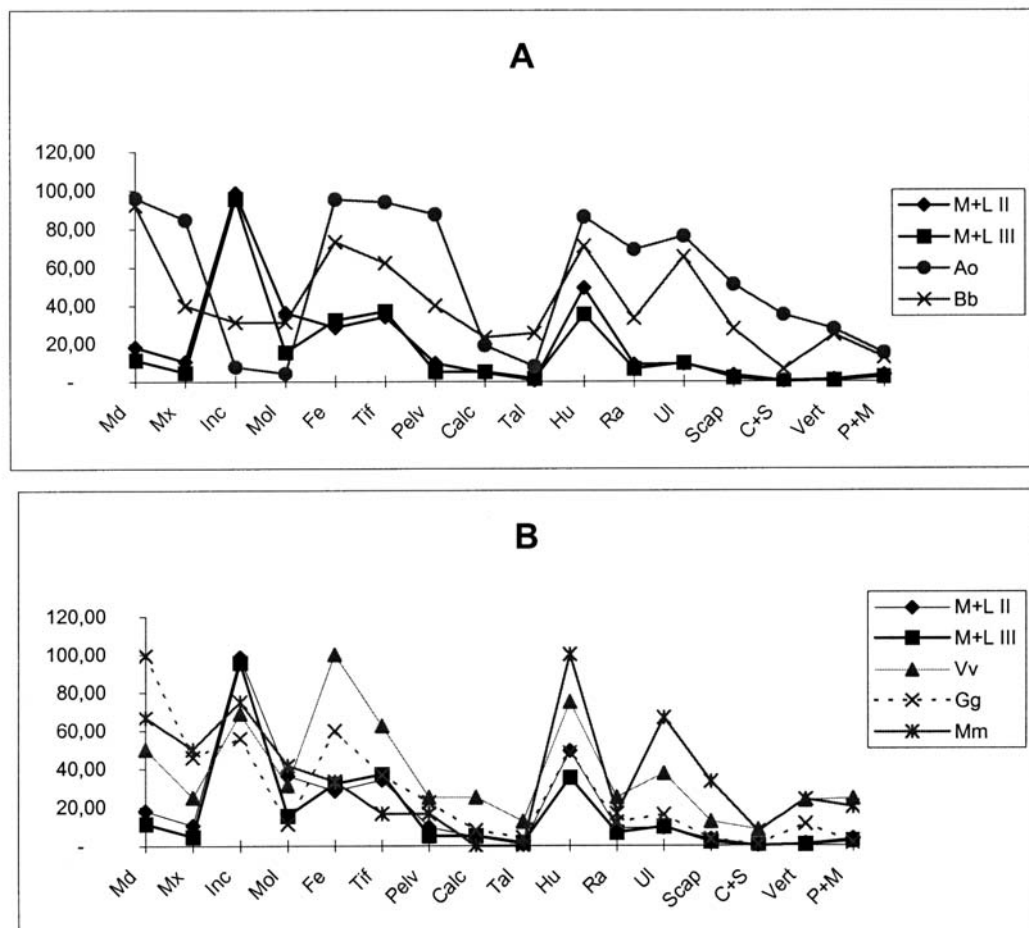 A
120,00
100,00
80,00
60,00
40,00
20,00
-
Md Mx Inc Mol Fe Tif Pelv Calc Tal Hu Ra Ul Scap C+S Vert P+M
M+L II
M+L III
Ao
Bb
B
120,00
100,00
80,00
60,00
40,00
20,00
-
Md Mx Inc Mol Fe Tif Pelv Calc Tal Hu Ra Ul Scap C+S Vert P+M
M+L II
M+L III
Vv
Gg
Mm